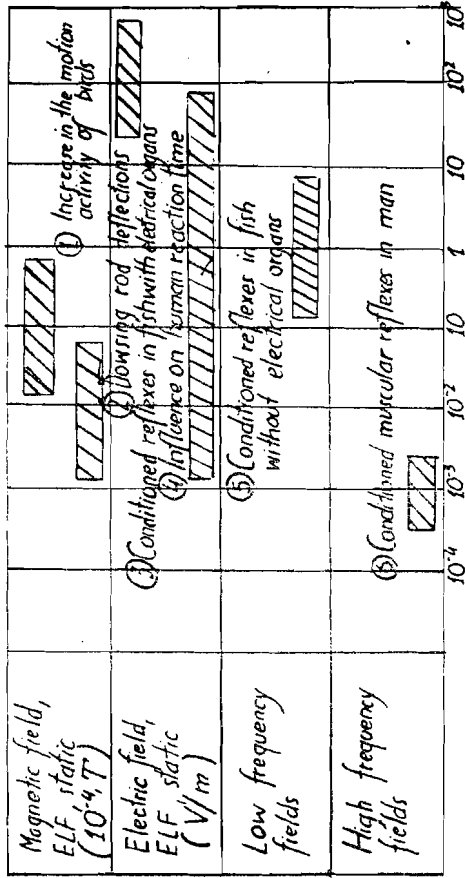 Magnetic field,
ELF, static
(10⁻⁴, T)
① Increase in the motion
activity of birds
② Dowsing rod deflections
Electric field,
ELF, static
(V/m)
③ Conditioned reflexes in fish with electrical organs
④ Influence on human reaction time
Low frequency
fields
⑤ Conditioned reflexes in fish
without electrical organs
High frequency
fields
⑥ Conditioned muscular reflexes in man
10⁻⁴ 10⁻³ 10⁻² 10 1 10 10² 10³